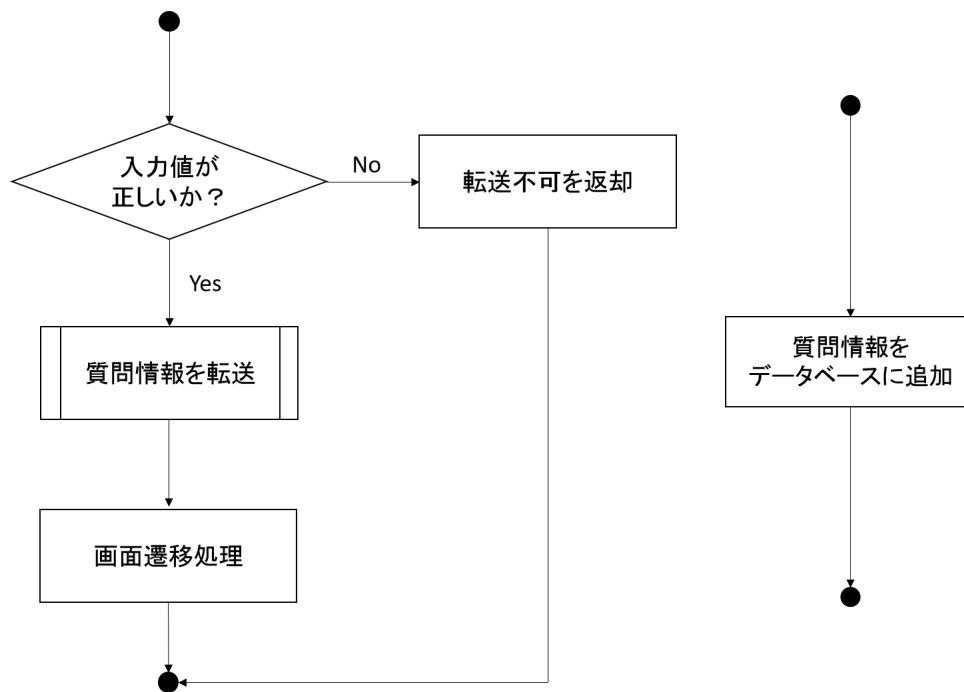 入力値が
正しいか？
No
転送不可を返却
Yes
質問情報を転送
画面遷移処理
質問情報を
データベースに追加